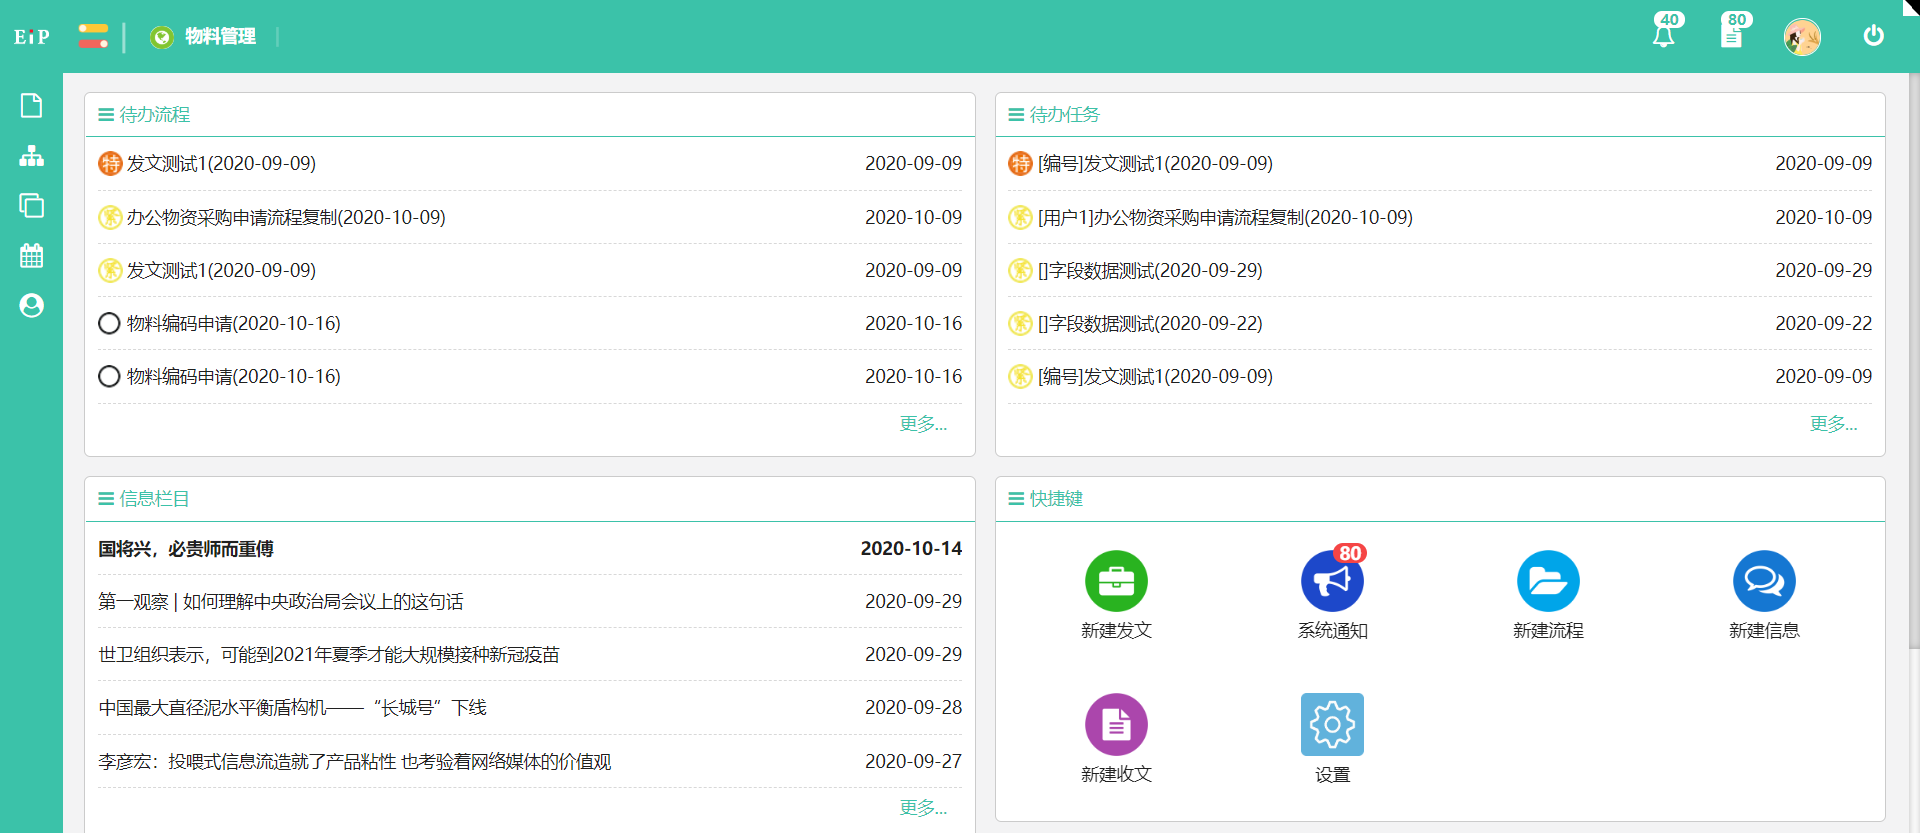 EiP
物料管理
40
80
待办流程
特 发文测试1(2020-09-09) 2020-09-09
办公物资采购申请流程复制(2020-10-09) 2020-10-09
发文测试1(2020-09-09) 2020-09-09
物料编码申请(2020-10-16) 2020-10-16
物料编码申请(2020-10-16) 2020-10-16
更多...
待办任务
特 [编号]发文测试1(2020-09-09) 2020-09-09
[用户1]办公物资采购申请流程复制(2020-10-09) 2020-10-09
[]字段数据测试(2020-09-29) 2020-09-29
[]字段数据测试(2020-09-22) 2020-09-22
[编号]发文测试1(2020-09-09) 2020-09-09
更多...
信息栏目
国将兴，必贵师而重傅 2020-10-14
第一观察 | 如何理解中央政治局会议上的这句话 2020-09-29
世卫组织表示，可能到2021年夏季才能大规模接种新冠疫苗 2020-09-29
中国最大直径泥水平衡盾构机——“长城号”下线 2020-09-28
李彦宏：投喂式信息流造就了产品粘性 也考验着网络媒体的价值观 2020-09-27
更多...
快捷键
80
新建发文 系统通知 新建流程 新建信息
新建收文 设置